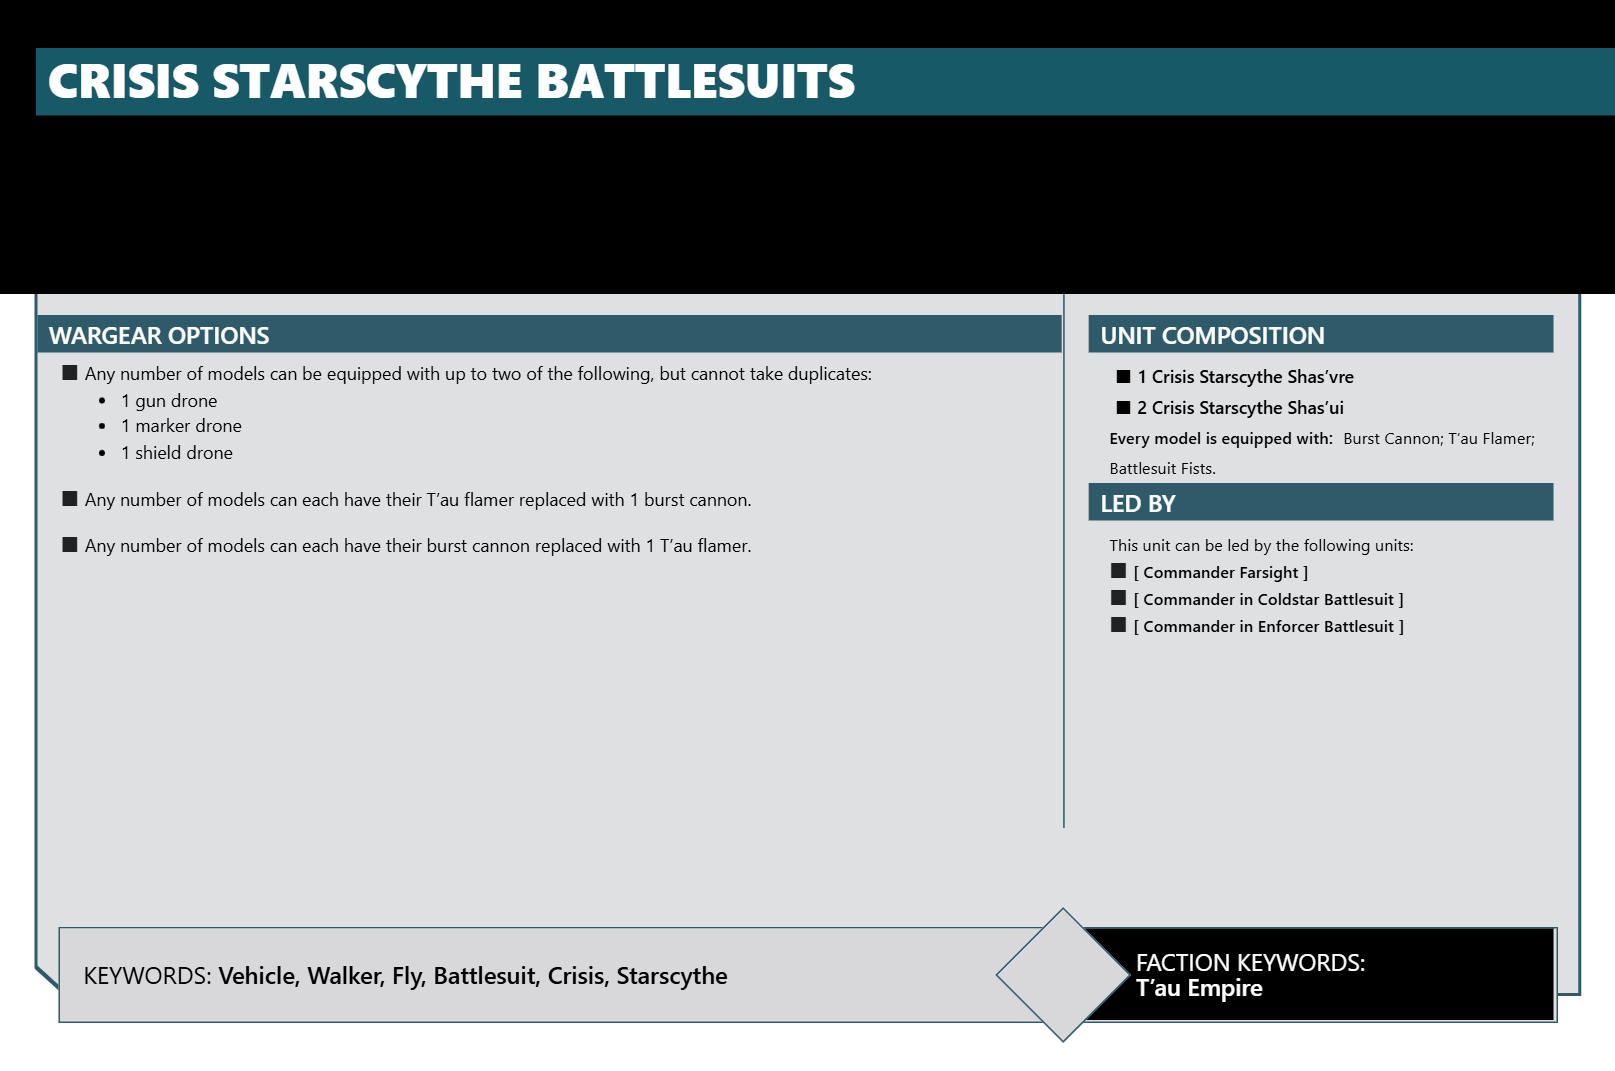 CRISIS STARSCYTHE BATTLESUITS
WARGEAR OPTIONS
■ Any number of models can be equipped with up to two of the following, but cannot take duplicates:
• 1 gun drone
• 1 marker drone
• 1 shield drone
■ Any number of models can each have their T’au flamer replaced with 1 burst cannon.
■ Any number of models can each have their burst cannon replaced with 1 T’au flamer.
UNIT COMPOSITION
■ 1 Crisis Starscythe Shas’vre
■ 2 Crisis Starscythe Shas’ui
Every model is equipped with: Burst Cannon; T’au Flamer;
Battlesuit Fists.
LED BY
This unit can be led by the following units:
■ [ Commander Farsight ]
■ [ Commander in Coldstar Battlesuit ]
■ [ Commander in Enforcer Battlesuit ]
KEYWORDS: Vehicle, Walker, Fly, Battlesuit, Crisis, Starscythe
FACTION KEYWORDS:
T’au Empire